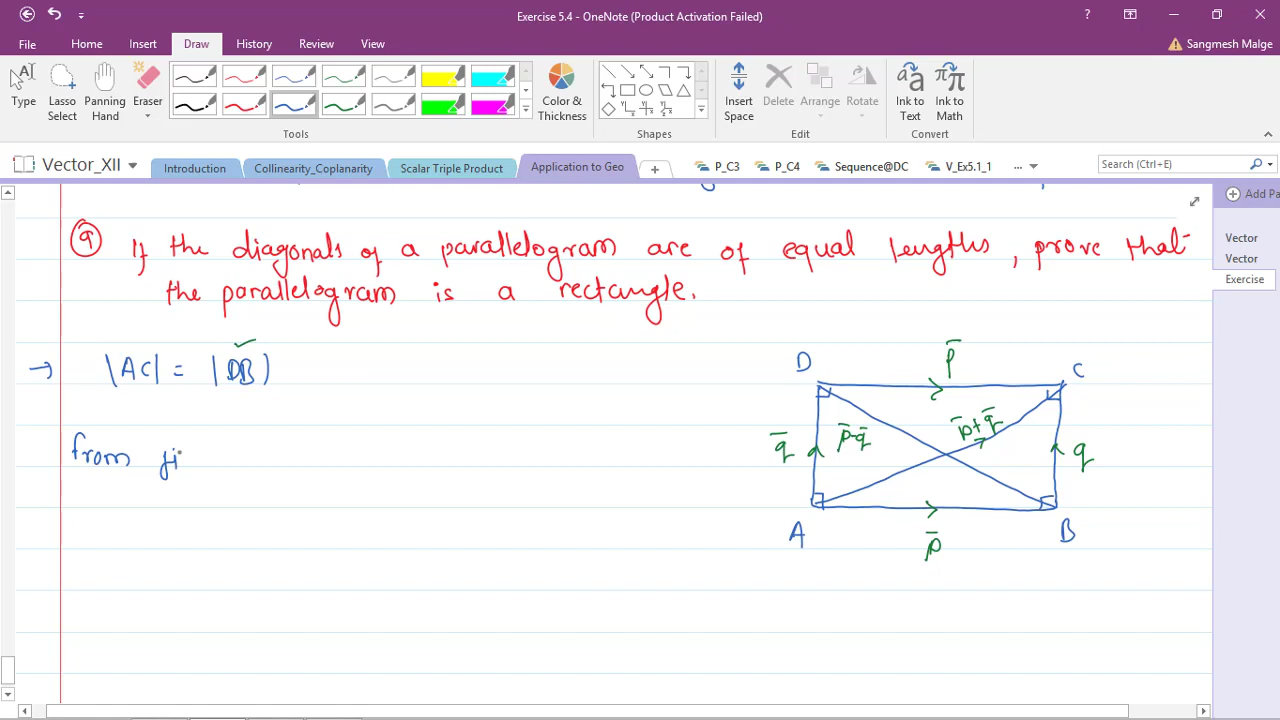 Exercise 5.4 - OneNote (Product Activation Failed)
?
File Home Insert Draw History Review View
Sangmesh Malge
Type
Lasso Select
Panning Hand
Eraser
Color & Thickness
Insert Space
Delete
Arrange
Rotate
Ink to Text
Ink to Math
Tools
Shapes
Edit
Convert
Vector_XII
Introduction
Collinearity_Coplanarity
Scalar Triple Product
Application to Geo
P_C3
P_C4
Sequence@DC
V_Ex5.1_1
...
Search (Ctrl+E)
Add Pa
Vector
Vector
Exercise
9 If the diagonals of a parallelogram are of equal lengths, prove that
the parallelogram is a rectangle.
→ |AC| = |DB|
from fi
D
p̄
C
q̄
p̄-q̄
p̄+q̄
q
A
p̄
B